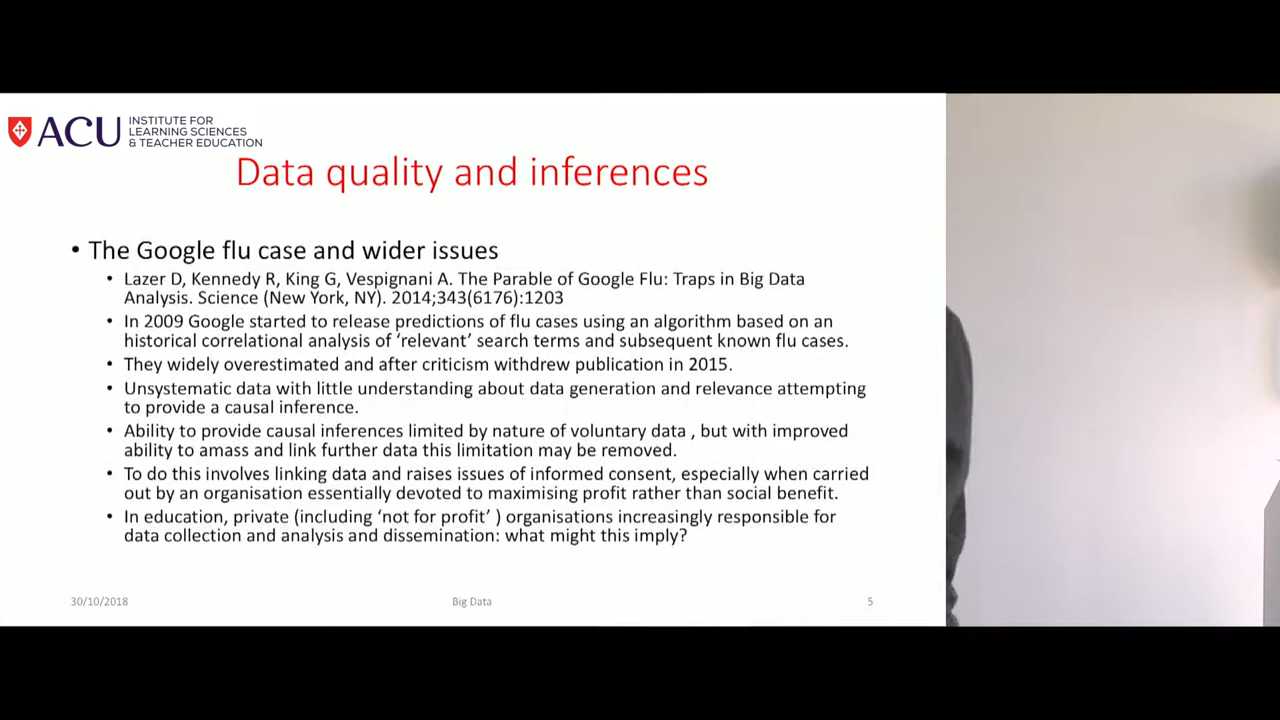 ACU
INSTITUTE FOR
LEARNING SCIENCES
& TEACHER EDUCATION
Data quality and inferences
• The Google flu case and wider issues
• Lazer D, Kennedy R, King G, Vespignani A. The Parable of Google Flu: Traps in Big Data
Analysis. Science (New York, NY). 2014;343(6176):1203
• In 2009 Google started to release predictions of flu cases using an algorithm based on an
historical correlational analysis of ‘relevant’ search terms and subsequent known flu cases.
• They widely overestimated and after criticism withdrew publication in 2015.
• Unsystematic data with little understanding about data generation and relevance attempting
to provide a causal inference.
• Ability to provide causal inferences limited by nature of voluntary data , but with improved
ability to amass and link further data this limitation may be removed.
• To do this involves linking data and raises issues of informed consent, especially when carried
out by an organisation essentially devoted to maximising profit rather than social benefit.
• In education, private (including ‘not for profit’ ) organisations increasingly responsible for
data collection and analysis and dissemination: what might this imply?
30/10/2018
Big Data
5